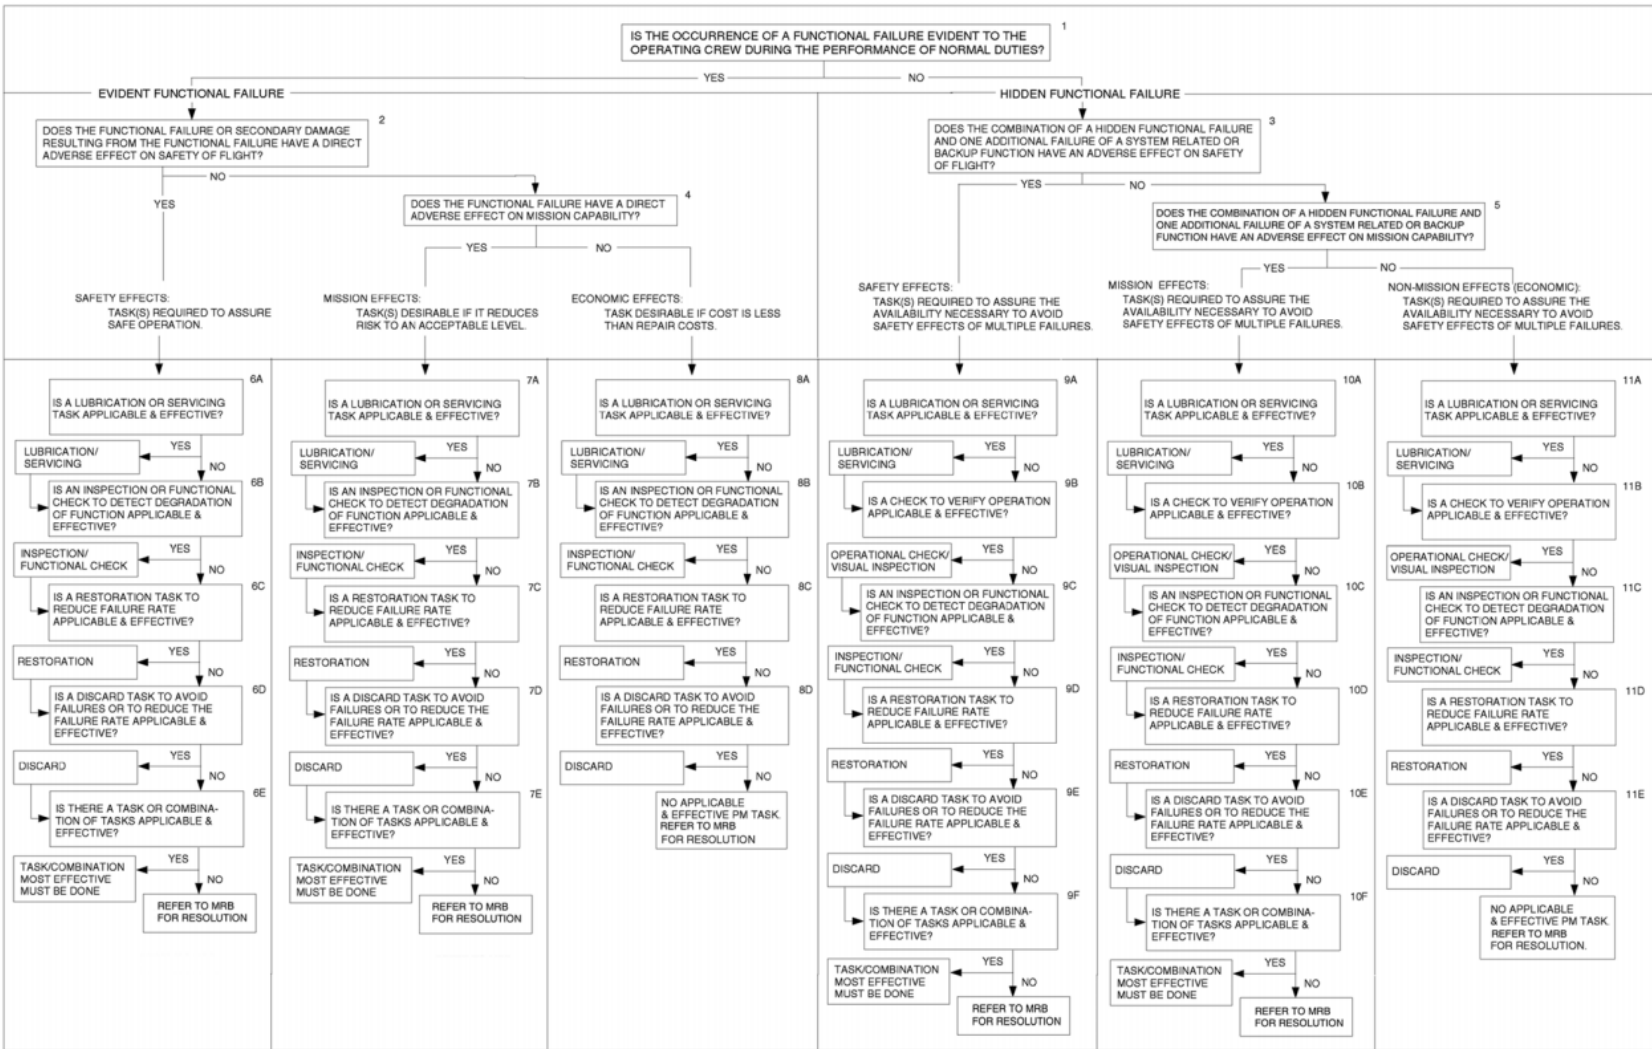 1
IS THE OCCURRENCE OF A FUNCTIONAL FAILURE EVIDENT TO THE
OPERATING CREW DURING THE PERFORMANCE OF NORMAL DUTIES?
YES
NO
EVIDENT FUNCTIONAL FAILURE
HIDDEN FUNCTIONAL FAILURE
2
DOES THE FUNCTIONAL FAILURE OR SECONDARY DAMAGE
RESULTING FROM THE FUNCTIONAL FAILURE HAVE A DIRECT
ADVERSE EFFECT ON SAFETY OF FLIGHT?
NO
YES
4
DOES THE FUNCTIONAL FAILURE HAVE A DIRECT
ADVERSE EFFECT ON MISSION CAPABILITY?
YES
NO
3
DOES THE COMBINATION OF A HIDDEN FUNCTIONAL FAILURE
AND ONE ADDITIONAL FAILURE OF A SYSTEM RELATED OR
BACKUP FUNCTION HAVE AN ADVERSE EFFECT ON SAFETY
OF FLIGHT?
YES
NO
5
DOES THE COMBINATION OF A HIDDEN FUNCTIONAL FAILURE AND
ONE ADDITIONAL FAILURE OF A SYSTEM RELATED OR BACKUP
FUNCTION HAVE AN ADVERSE EFFECT ON MISSION CAPABILITY?
YES
NO
SAFETY EFFECTS:
TASK(S) REQUIRED TO ASSURE
SAFE OPERATION.
MISSION EFFECTS:
TASK(S) DESIRABLE IF IT REDUCES
RISK TO AN ACCEPTABLE LEVEL.
ECONOMIC EFFECTS:
TASK DESIRABLE IF COST IS LESS
THAN REPAIR COSTS.
SAFETY EFFECTS:
TASK(S) REQUIRED TO ASSURE THE
AVAILABILITY NECESSARY TO AVOID
SAFETY EFFECTS OF MULTIPLE FAILURES.
MISSION EFFECTS:
TASK(S) REQUIRED TO ASSURE THE
AVAILABILITY NECESSARY TO AVOID
SAFETY EFFECTS OF MULTIPLE FAILURES.
NON-MISSION EFFECTS (ECONOMIC):
TASK(S) REQUIRED TO ASSURE THE
AVAILABILITY NECESSARY TO AVOID
SAFETY EFFECTS OF MULTIPLE FAILURES.
6A
IS A LUBRICATION OR SERVICING
TASK APPLICABLE & EFFECTIVE?
YES
LUBRICATION/
SERVICING
NO
6B
IS AN INSPECTION OR FUNCTIONAL
CHECK TO DETECT DEGRADATION
OF FUNCTION APPLICABLE &
EFFECTIVE?
YES
INSPECTION/
FUNCTIONAL CHECK
NO
6C
IS A RESTORATION TASK TO
REDUCE FAILURE RATE
APPLICABLE & EFFECTIVE?
YES
RESTORATION
NO
6D
IS A DISCARD TASK TO AVOID
FAILURES OR TO REDUCE THE
FAILURE RATE APPLICABLE &
EFFECTIVE?
YES
DISCARD
NO
6E
IS THERE A TASK OR COMBINA-
TION OF TASKS APPLICABLE &
EFFECTIVE?
YES
TASK/COMBINATION
MOST EFFECTIVE
MUST BE DONE
NO
REFER TO MRB
FOR RESOLUTION
7A
IS A LUBRICATION OR SERVICING
TASK APPLICABLE & EFFECTIVE?
YES
LUBRICATION/
SERVICING
NO
7B
IS AN INSPECTION OR FUNCTIONAL
CHECK TO DETECT DEGRADATION
OF FUNCTION APPLICABLE &
EFFECTIVE?
YES
INSPECTION/
FUNCTIONAL CHECK
NO
7C
IS A RESTORATION TASK TO
REDUCE FAILURE RATE
APPLICABLE & EFFECTIVE?
YES
RESTORATION
NO
7D
IS A DISCARD TASK TO AVOID
FAILURES OR TO REDUCE THE
FAILURE RATE APPLICABLE &
EFFECTIVE?
YES
DISCARD
NO
7E
IS THERE A TASK OR COMBINA-
TION OF TASKS APPLICABLE &
EFFECTIVE?
YES
TASK/COMBINATION
MOST EFFECTIVE
MUST BE DONE
NO
REFER TO MRB
FOR RESOLUTION
8A
IS A LUBRICATION OR SERVICING
TASK APPLICABLE & EFFECTIVE?
YES
LUBRICATION/
SERVICING
NO
8B
IS AN INSPECTION OR FUNCTIONAL
CHECK TO DETECT DEGRADATION
OF FUNCTION APPLICABLE &
EFFECTIVE?
YES
INSPECTION/
FUNCTIONAL CHECK
NO
8C
IS A RESTORATION TASK TO
REDUCE FAILURE RATE
APPLICABLE & EFFECTIVE?
YES
RESTORATION
NO
8D
IS A DISCARD TASK TO AVOID
FAILURES OR TO REDUCE THE
FAILURE RATE APPLICABLE &
EFFECTIVE?
YES
DISCARD
NO
NO APPLICABLE
& EFFECTIVE PM TASK.
REFER TO MRB
FOR RESOLUTION
9A
IS A LUBRICATION OR SERVICING
TASK APPLICABLE & EFFECTIVE?
YES
LUBRICATION/
SERVICING
NO
9B
IS A CHECK TO VERIFY OPERATION
APPLICABLE & EFFECTIVE?
YES
OPERATIONAL CHECK/
VISUAL INSPECTION
NO
9C
IS AN INSPECTION OR FUNCTIONAL
CHECK TO DETECT DEGRADATION
OF FUNCTION APPLICABLE &
EFFECTIVE?
YES
INSPECTION/
FUNCTIONAL CHECK
NO
9D
IS A RESTORATION TASK TO
REDUCE FAILURE RATE
APPLICABLE & EFFECTIVE?
YES
RESTORATION
NO
9E
IS A DISCARD TASK TO AVOID
FAILURES OR TO REDUCE THE
FAILURE RATE APPLICABLE &
EFFECTIVE?
YES
DISCARD
NO
9F
IS THERE A TASK OR COMBINA-
TION OF TASKS APPLICABLE &
EFFECTIVE?
YES
TASK/COMBINATION
MOST EFFECTIVE
MUST BE DONE
NO
REFER TO MRB
FOR RESOLUTION
10A
IS A LUBRICATION OR SERVICING
TASK APPLICABLE & EFFECTIVE?
YES
LUBRICATION/
SERVICING
NO
10B
IS A CHECK TO VERIFY OPERATION
APPLICABLE & EFFECTIVE?
YES
OPERATIONAL CHECK/
VISUAL INSPECTION
NO
10C
IS AN INSPECTION OR FUNCTIONAL
CHECK TO DETECT DEGRADATION
OF FUNCTION APPLICABLE &
EFFECTIVE?
YES
INSPECTION/
FUNCTIONAL CHECK
NO
10D
IS A RESTORATION TASK TO
REDUCE FAILURE RATE
APPLICABLE & EFFECTIVE?
YES
RESTORATION
NO
10E
IS A DISCARD TASK TO AVOID
FAILURES OR TO REDUCE THE
FAILURE RATE APPLICABLE &
EFFECTIVE?
YES
DISCARD
NO
10F
IS THERE A TASK OR COMBINA-
TION OF TASKS APPLICABLE &
EFFECTIVE?
YES
TASK/COMBINATION
MOST EFFECTIVE
MUST BE DONE
NO
REFER TO MRB
FOR RESOLUTION
11A
IS A LUBRICATION OR SERVICING
TASK APPLICABLE & EFFECTIVE?
YES
LUBRICATION/
SERVICING
NO
11B
IS A CHECK TO VERIFY OPERATION
APPLICABLE & EFFECTIVE?
YES
OPERATIONAL CHECK/
VISUAL INSPECTION
NO
11C
IS AN INSPECTION OR FUNCTIONAL
CHECK TO DETECT DEGRADATION
OF FUNCTION APPLICABLE &
EFFECTIVE?
YES
INSPECTION/
FUNCTIONAL CHECK
NO
11D
IS A RESTORATION TASK TO
REDUCE FAILURE RATE
APPLICABLE & EFFECTIVE?
YES
RESTORATION
NO
11E
IS A DISCARD TASK TO AVOID
FAILURES OR TO REDUCE THE
FAILURE RATE APPLICABLE &
EFFECTIVE?
YES
DISCARD
NO
NO APPLICABLE
& EFFECTIVE PM TASK.
REFER TO MRB
FOR RESOLUTION.